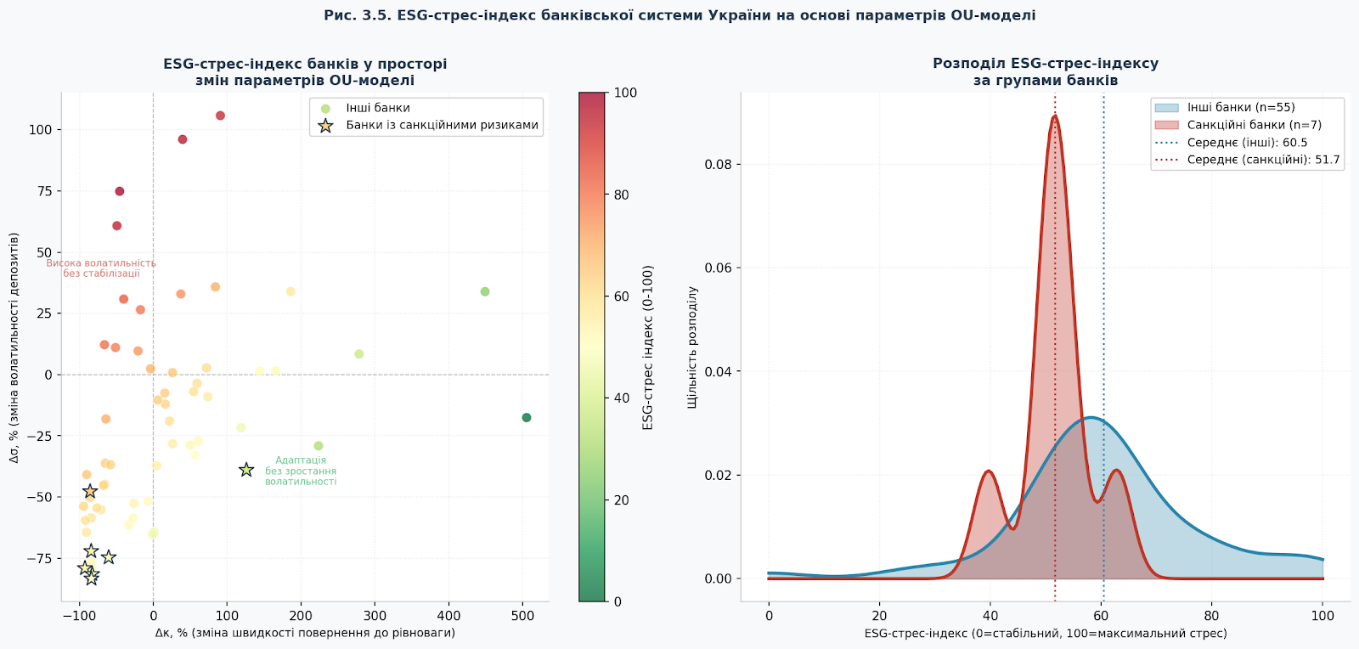 Рис. 3.5. ESG-стрес-індекс банківської системи України на основі параметрів OU-моделі
ESG-стрес-індекс банків у просторі
змін параметрів OU-моделі
Інші банки
Банки із санкційними ризиками
Висока волатильність
без стабілізації
Адаптація
без зростання
волатильності
100
75
50
25
0
−25
−50
−75
Δσ, % (зміна волатильності депозитів)
−100
0
100
200
300
400
500
Δκ, % (зміна швидкості повернення до рівноваги)
100
80
60
40
20
0
ESG-стрес індекс (0-100)
Розподіл ESG-стрес-індексу
за групами банків
Інші банки (n=55)
Санкційні банки (n=7)
Середнє (інші): 60.5
Середнє (санкційні): 51.7
0.08
0.06
0.04
0.02
0.00
Щільність розподілу
0
20
40
60
80
100
ESG-стрес-індекс (0=стабільний, 100=максимальний стрес)